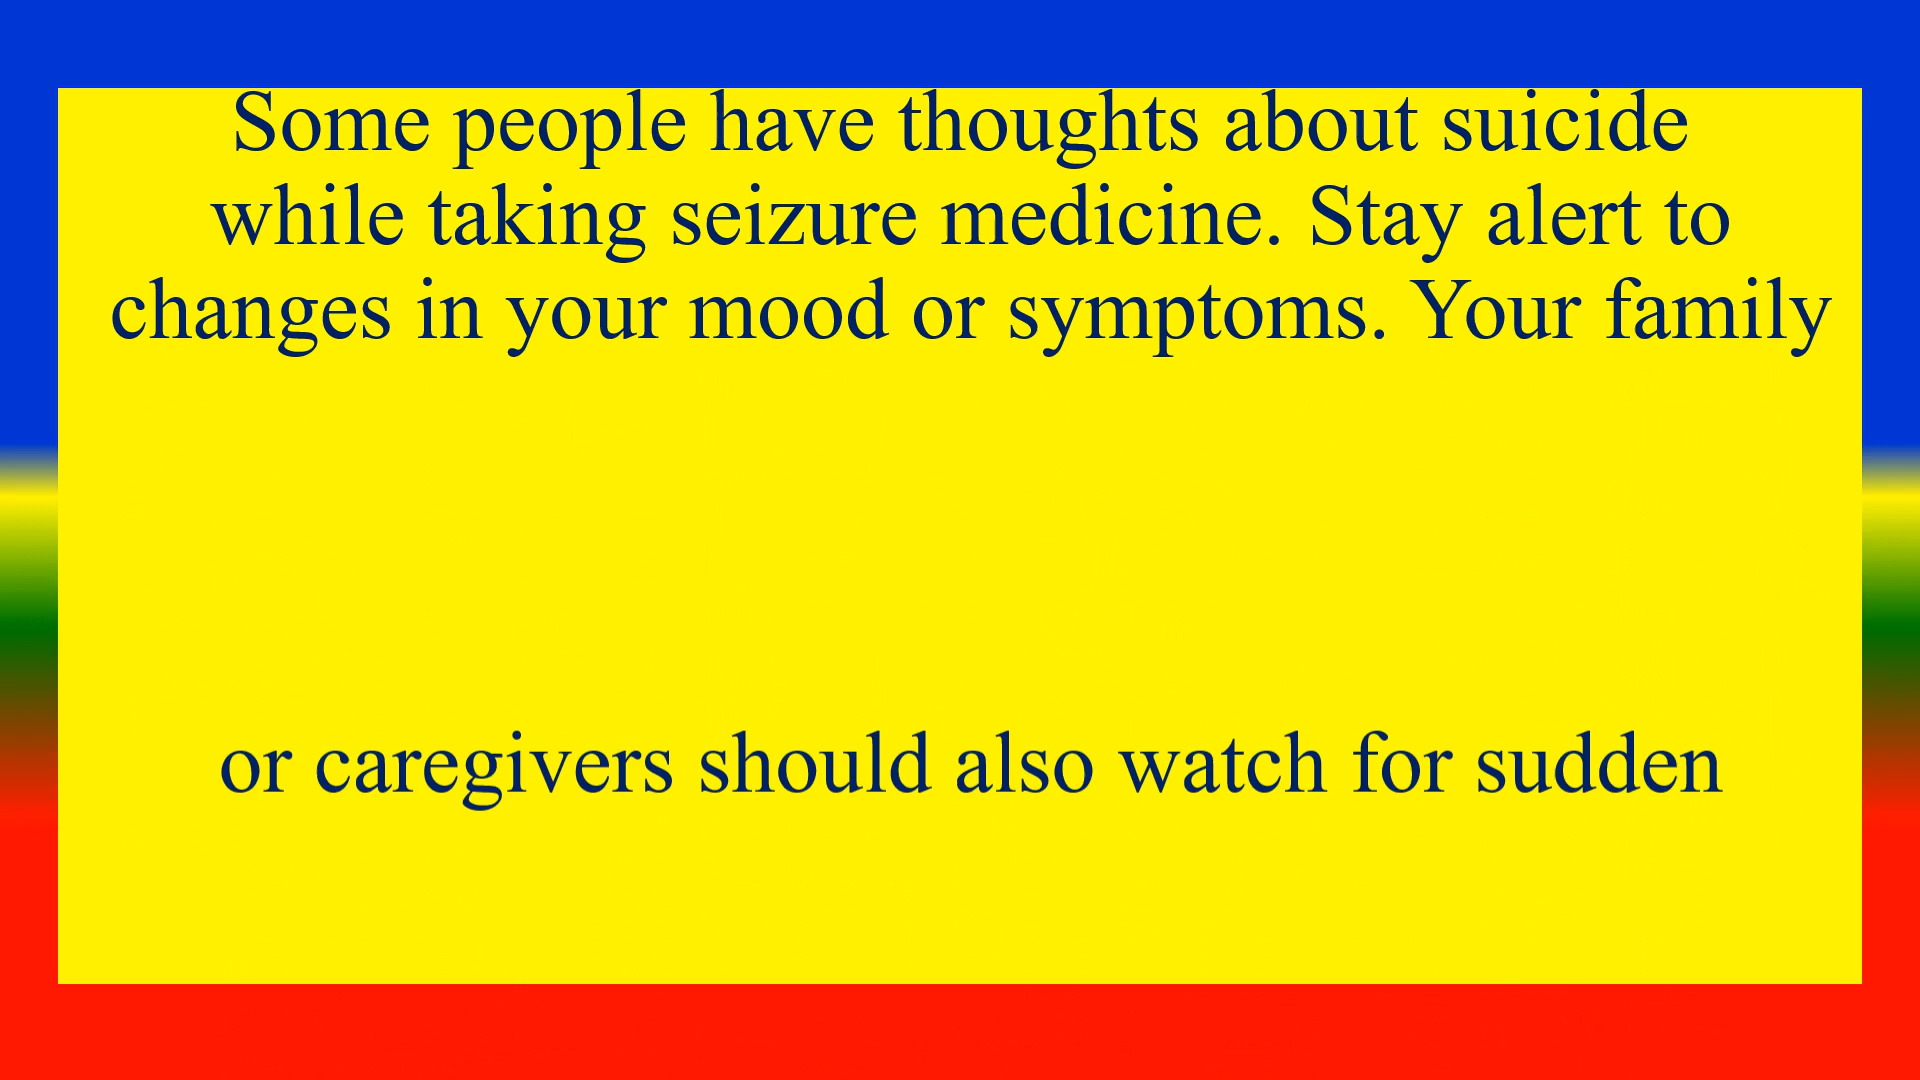 Some people have thoughts about suicide
while taking seizure medicine. Stay alert to
changes in your mood or symptoms. Your family
or caregivers should also watch for sudden